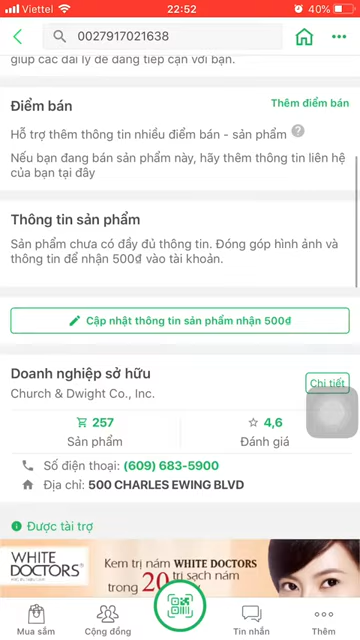 Viettel 22:52 40%
0027917021638
giúp các đại lý dễ dàng tiếp cận với bạn.
Điểm bán Thêm điểm bán
Hỗ trợ thêm thông tin nhiều điểm bán - sản phẩm ?
Nếu bạn đang bán sản phẩm này, hãy thêm thông tin liên hệ
của bạn tại đây
Thông tin sản phẩm
Sản phẩm chưa có đầy đủ thông tin. Đóng góp hình ảnh và
thông tin để nhận 500₫ vào tài khoản.
Cập nhật thông tin sản phẩm nhận 500₫
Doanh nghiệp sở hữu
Chi tiết
Church & Dwight Co., Inc.
257 4,6
Sản phẩm Đánh giá
Số điện thoại: (609) 683-5900
Địa chỉ: 500 CHARLES EWING BLVD
Được tài trợ
WHITE
DOCTORS
Kem trị nám WHITE DOCTORS
trị sạch nám
trong 20
Mua sắm Cộng đồng Tin nhắn Thêm